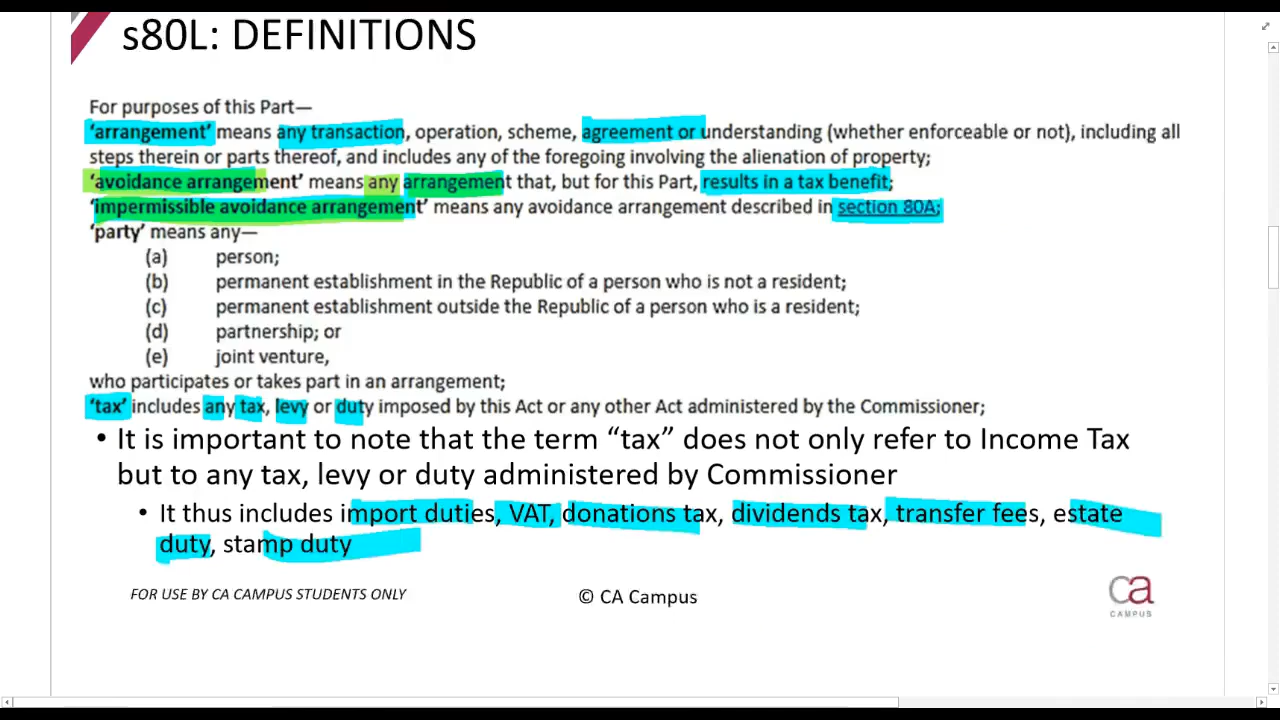 s80L: DEFINITIONS
For purposes of this Part—
‘arrangement’ means any transaction, operation, scheme, agreement or understanding (whether enforceable or not), including all
steps therein or parts thereof, and includes any of the foregoing involving the alienation of property;
‘avoidance arrangement’ means any arrangement that, but for this Part, results in a tax benefit;
‘impermissible avoidance arrangement’ means any avoidance arrangement described in section 80A;
‘party’ means any—
(a) person;
(b) permanent establishment in the Republic of a person who is not a resident;
(c) permanent establishment outside the Republic of a person who is a resident;
(d) partnership; or
(e) joint venture,
who participates or takes part in an arrangement;
‘tax’ includes any tax, levy or duty imposed by this Act or any other Act administered by the Commissioner;
• It is important to note that the term “tax” does not only refer to Income Tax
but to any tax, levy or duty administered by Commissioner
• It thus includes import duties, VAT, donations tax, dividends tax, transfer fees, estate
duty, stamp duty
FOR USE BY CA CAMPUS STUDENTS ONLY
© CA Campus
ca
CAMPUS